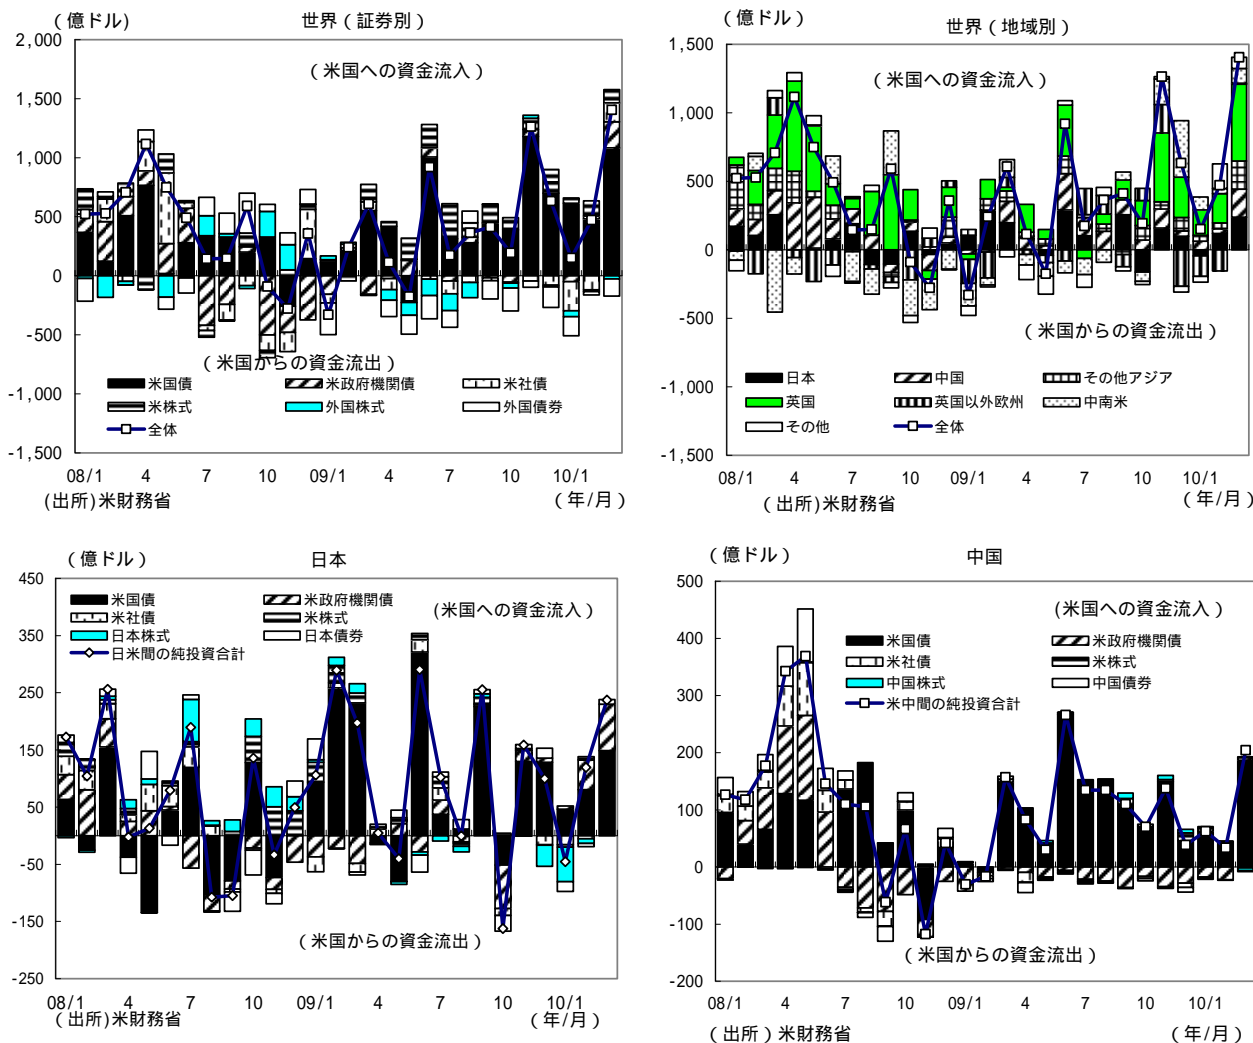 （億ドル）
世界（証券別）
2,000
1,500
1,000
500
0
-500
-1,000
-1,500
（米国への資金流入）
（米国からの資金流出）
米国債
米政府機関債
米社債
米株式
外国株式
外国債券
全体
08/1
4
7
10
09/1
4
7
10
10/1
(出所)米財務省
（年/月）
（億ドル）
世界（地域別）
1,500
1,000
500
0
-500
-1,000
-1,500
（米国への資金流入）
（米国からの資金流出）
日本
中国
その他アジア
英国
英国以外欧州
中南米
その他
全体
08/1
4
7
10
09/1
4
7
10
10/1
（出所)米財務省
（年/月）
（億ドル）
日本
450
350
250
150
50
-50
-150
-250
米国債
米政府機関債
米社債
米株式
日本株式
日本債券
日米間の純投資合計
(米国への資金流入）
（米国からの資金流出）
08/1
4
7
10
09/1
4
7
10
10/1
（出所)米財務省
（年/月）
（億ドル）
中国
500
400
300
200
100
0
-100
-200
(米国への資金流入）
米国債
米政府機関債
米社債
米株式
中国株式
中国債券
米中間の純投資合計
（米国からの資金流出）
08/1
4
7
10
09/1
4
7
10
10/1
（出所）米財務省
（年/月）